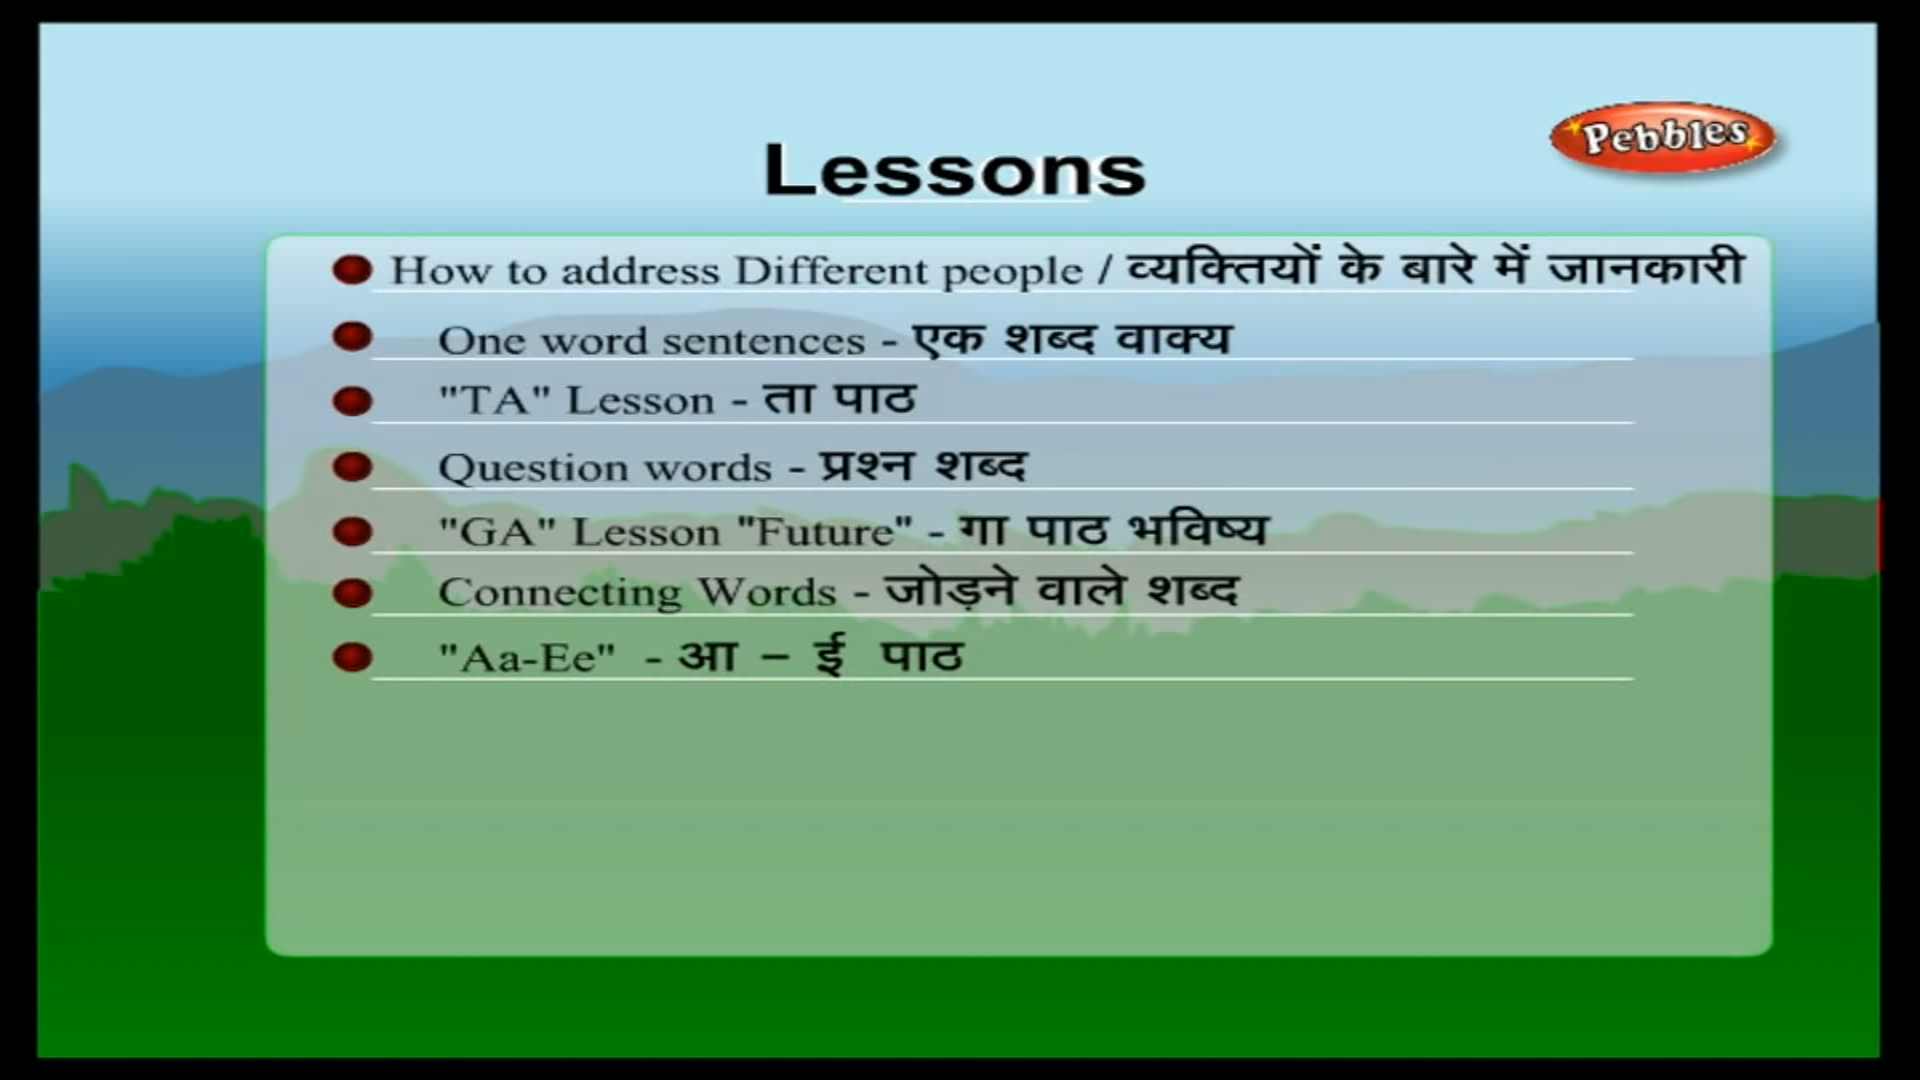 Pebbles
Lessons
How to address Different people / व्यक्तियों के बारे में जानकारी
One word sentences - एक शब्द वाक्य
"TA" Lesson - ता पाठ
Question words - प्रश्न शब्द
"GA" Lesson "Future" - गा पाठ भविष्य
Connecting Words - जोड़ने वाले शब्द
"Aa-Ee" - आ – ई पाठ